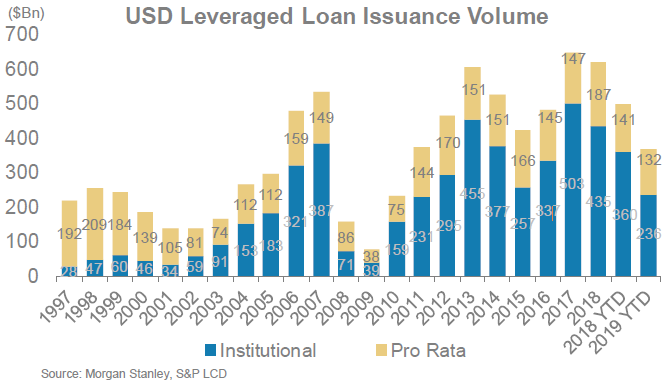 ($Bn)
USD Leveraged Loan Issuance Volume
700
600
500
400
300
200
100
0
192 209 184 139 105 81 74 112 112 159 149 86 38 75 144 170 151 151 166 145 147 187 141 132
28 47 60 46 34 59 91 153 183 321 387 71 39 159 231 295 455 377 257 337 503 435 360 236
1997 1998 1999 2000 2001 2002 2003 2004 2005 2006 2007 2008 2009 2010 2011 2012 2013 2014 2015 2016 2017 2018 2018 YTD 2019 YTD
Institutional Pro Rata
Source: Morgan Stanley, S&P LCD